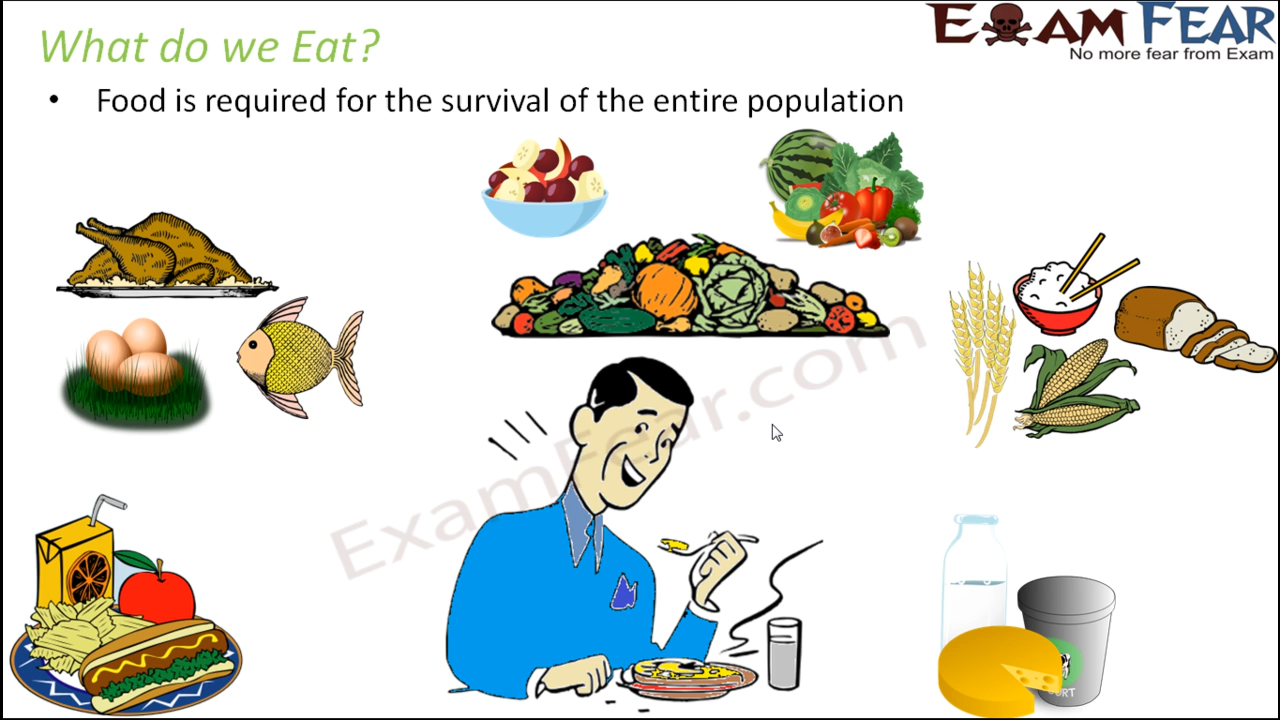 What do we Eat?
EXAM FEAR
No more fear from Exam
• Food is required for the survival of the entire population
ExamFear.com